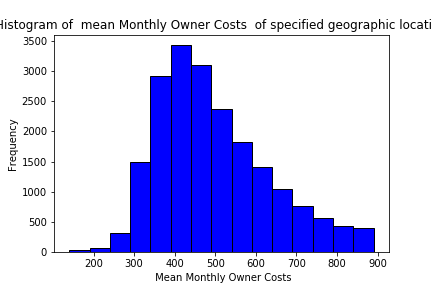 Histogram of  mean Monthly Owner Costs  of specified geographic locati
3500
3000
2500
2000
1500
1000
500
0
Frequency
200 300 400 500 600 700 800 900
Mean Monthly Owner Costs